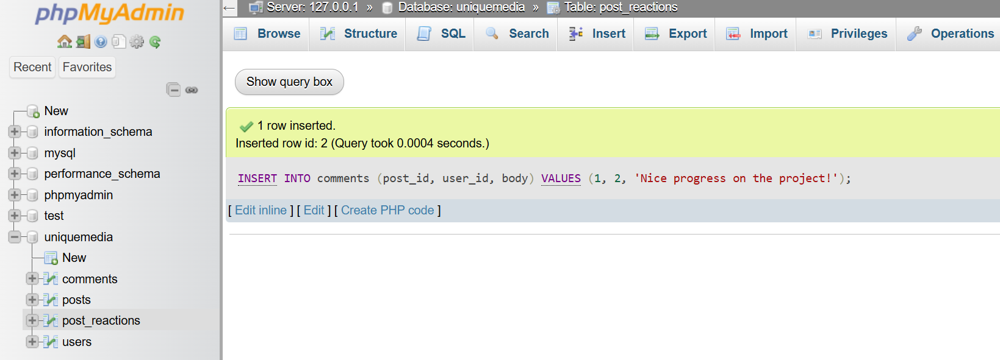 phpMyAdmin
Recent Favorites
New
information_schema
mysql
performance_schema
phpmyadmin
test
uniquemedia
New
comments
posts
post_reactions
users
← Server: 127.0.0.1 » Database: uniquemedia » Table: post_reactions
Browse Structure SQL Search Insert Export Import Privileges Operations
Show query box
1 row inserted.
Inserted row id: 2 (Query took 0.0004 seconds.)
INSERT INTO comments (post_id, user_id, body) VALUES (1, 2, 'Nice progress on the project!');
[ Edit inline ] [ Edit ] [ Create PHP code ]